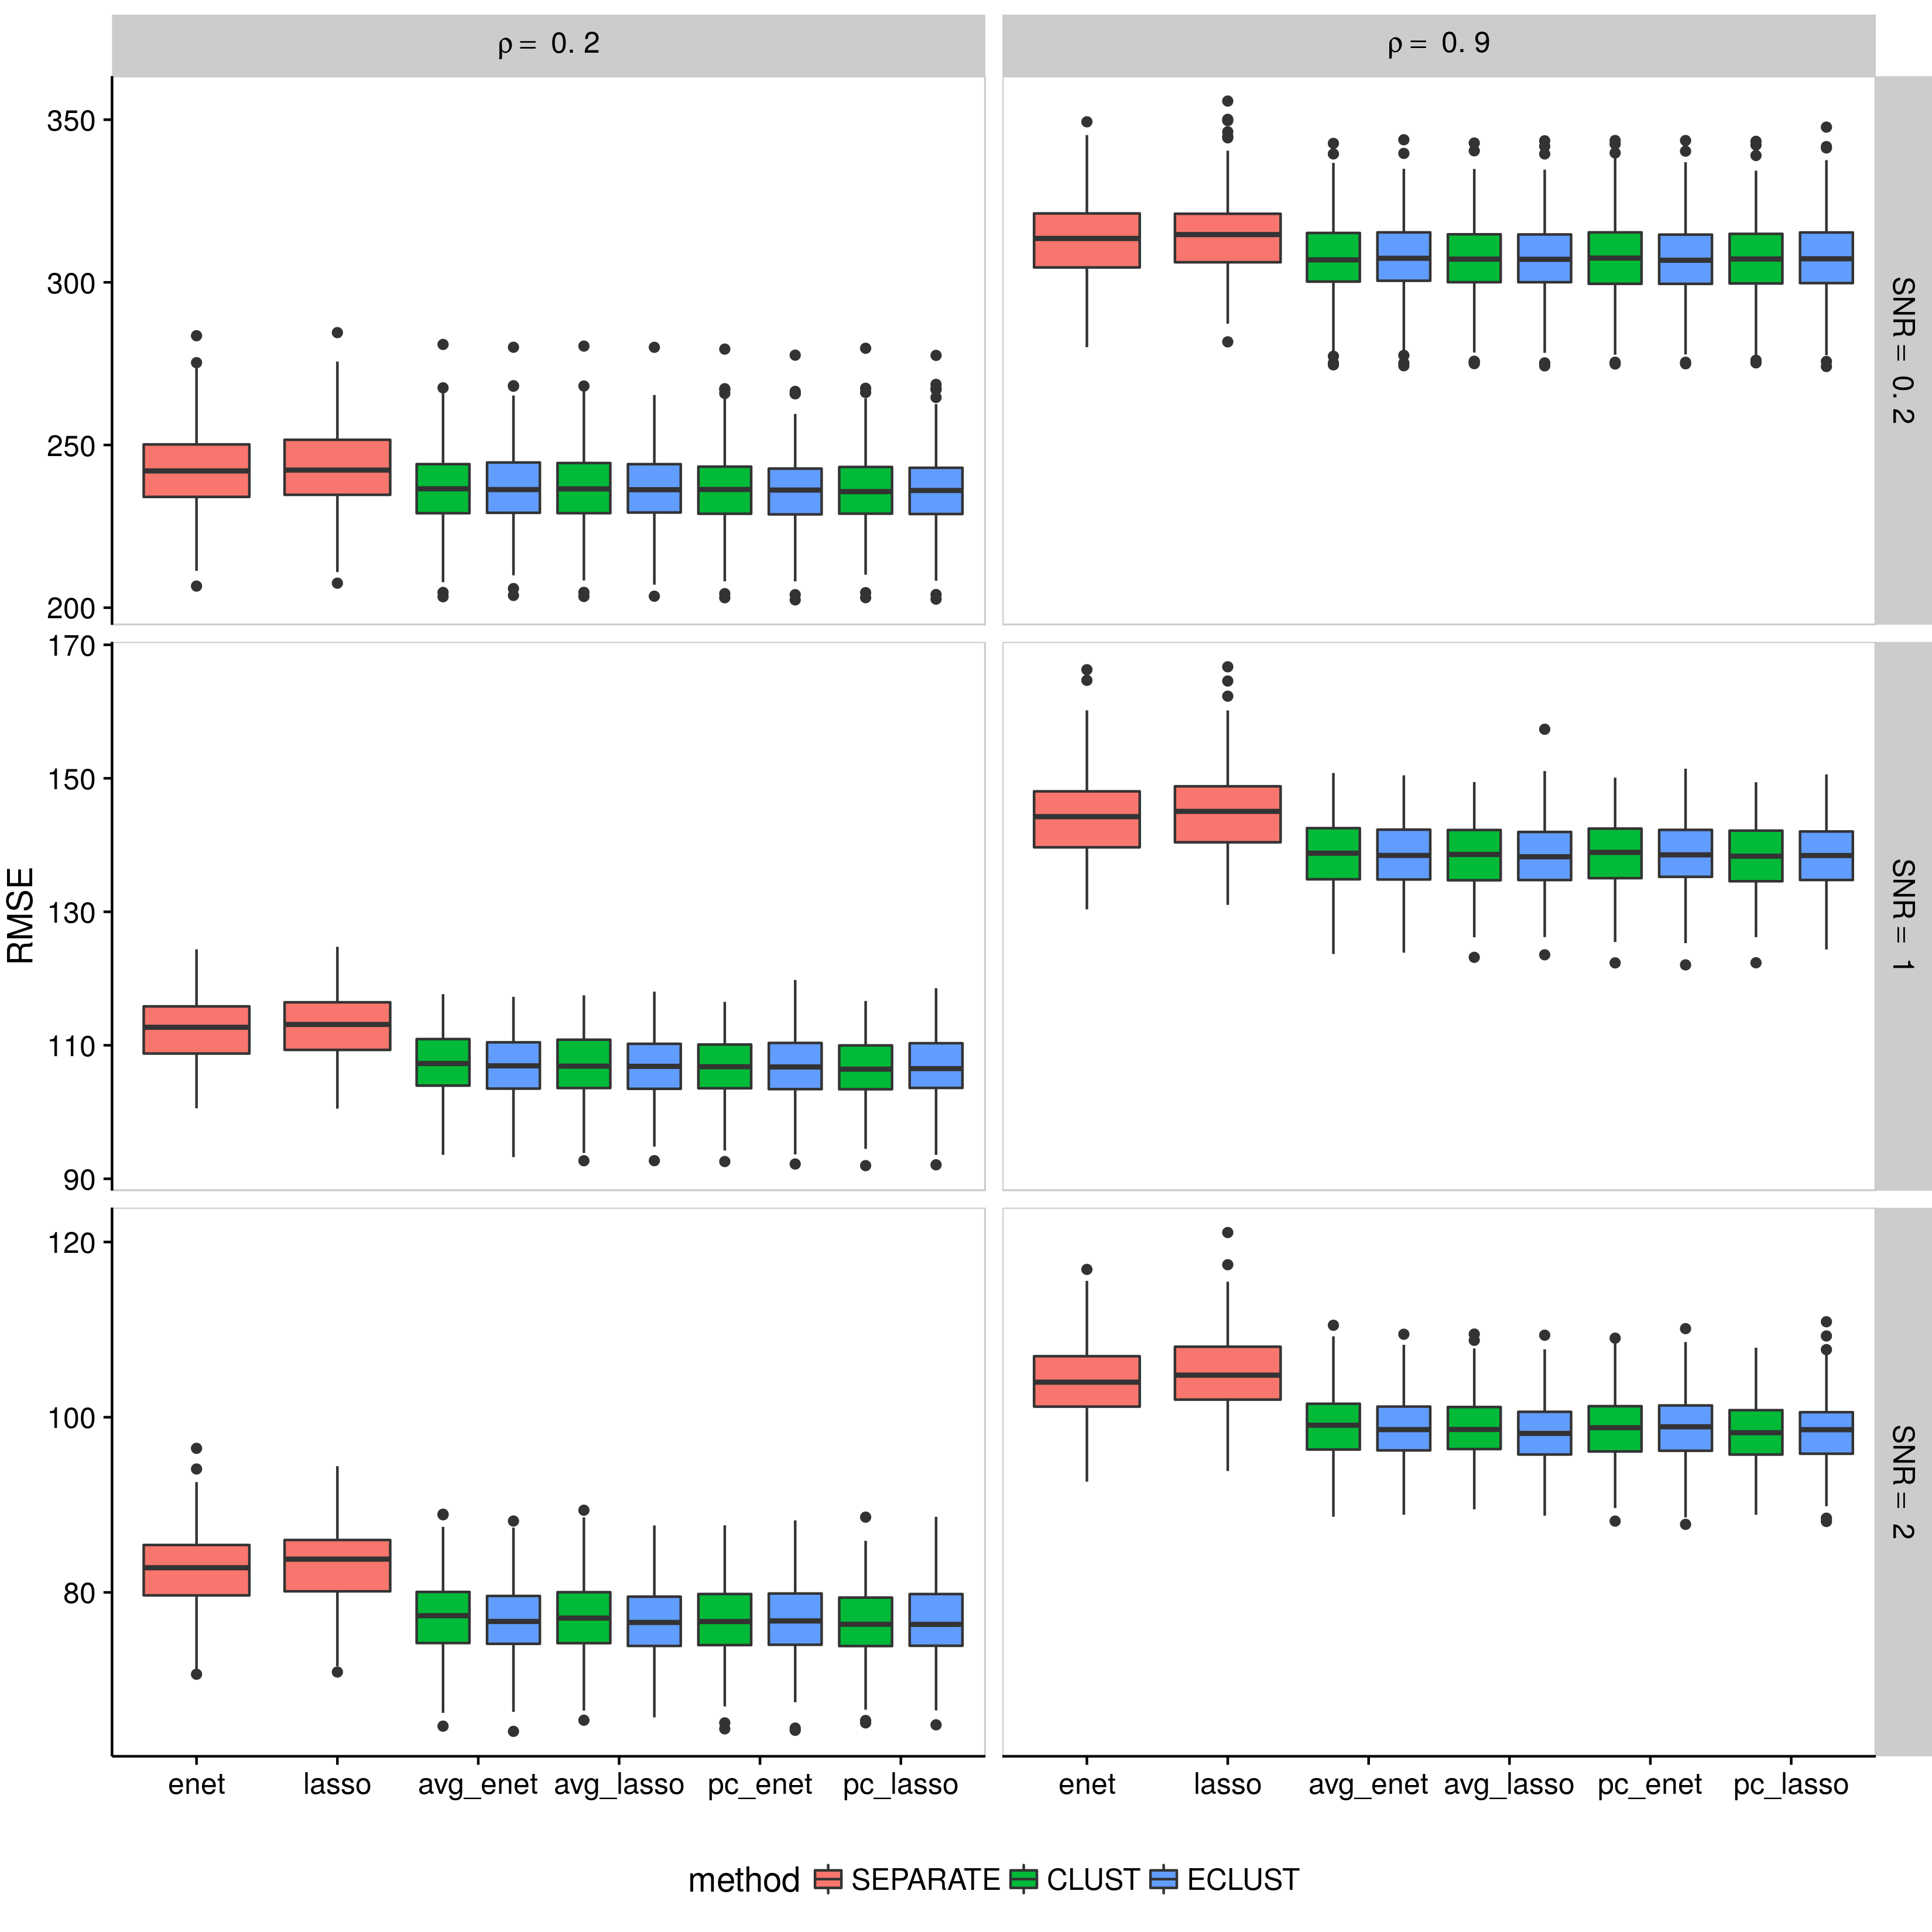 ρ = 0.2
ρ = 0.9
350
300
250
200
SNR = 0.2
170
150
130
110
90
SNR = 1
120
100
80
SNR = 2
RMSE
enet lasso avg_enet avg_lasso pc_enet pc_lasso
enet lasso avg_enet avg_lasso pc_enet pc_lasso
method SEPARATE CLUST ECLUST